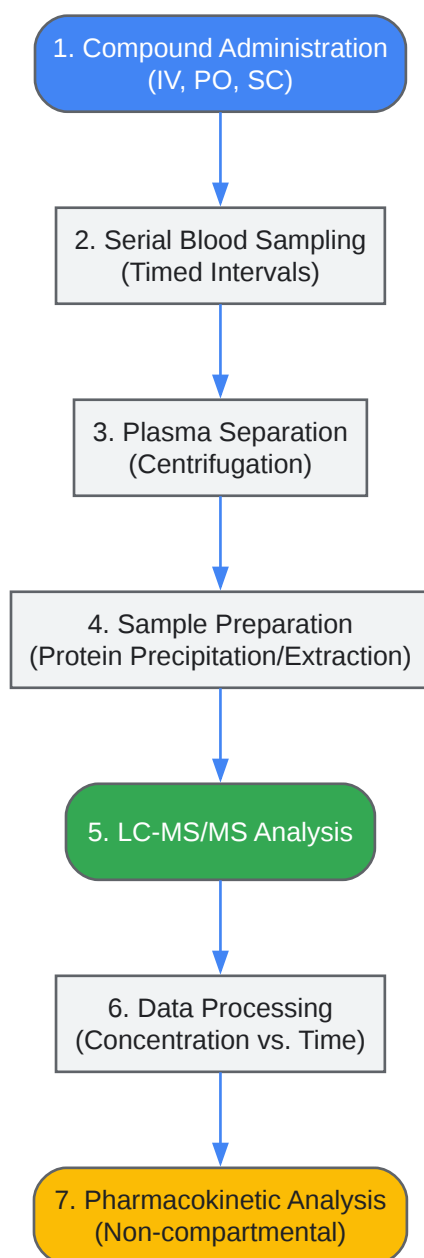 1. Compound Administration
(IV, PO, SC)
2. Serial Blood Sampling
(Timed Intervals)
3. Plasma Separation
(Centrifugation)
4. Sample Preparation
(Protein Precipitation/Extraction)
5. LC-MS/MS Analysis
6. Data Processing
(Concentration vs. Time)
7. Pharmacokinetic Analysis
(Non-compartmental)